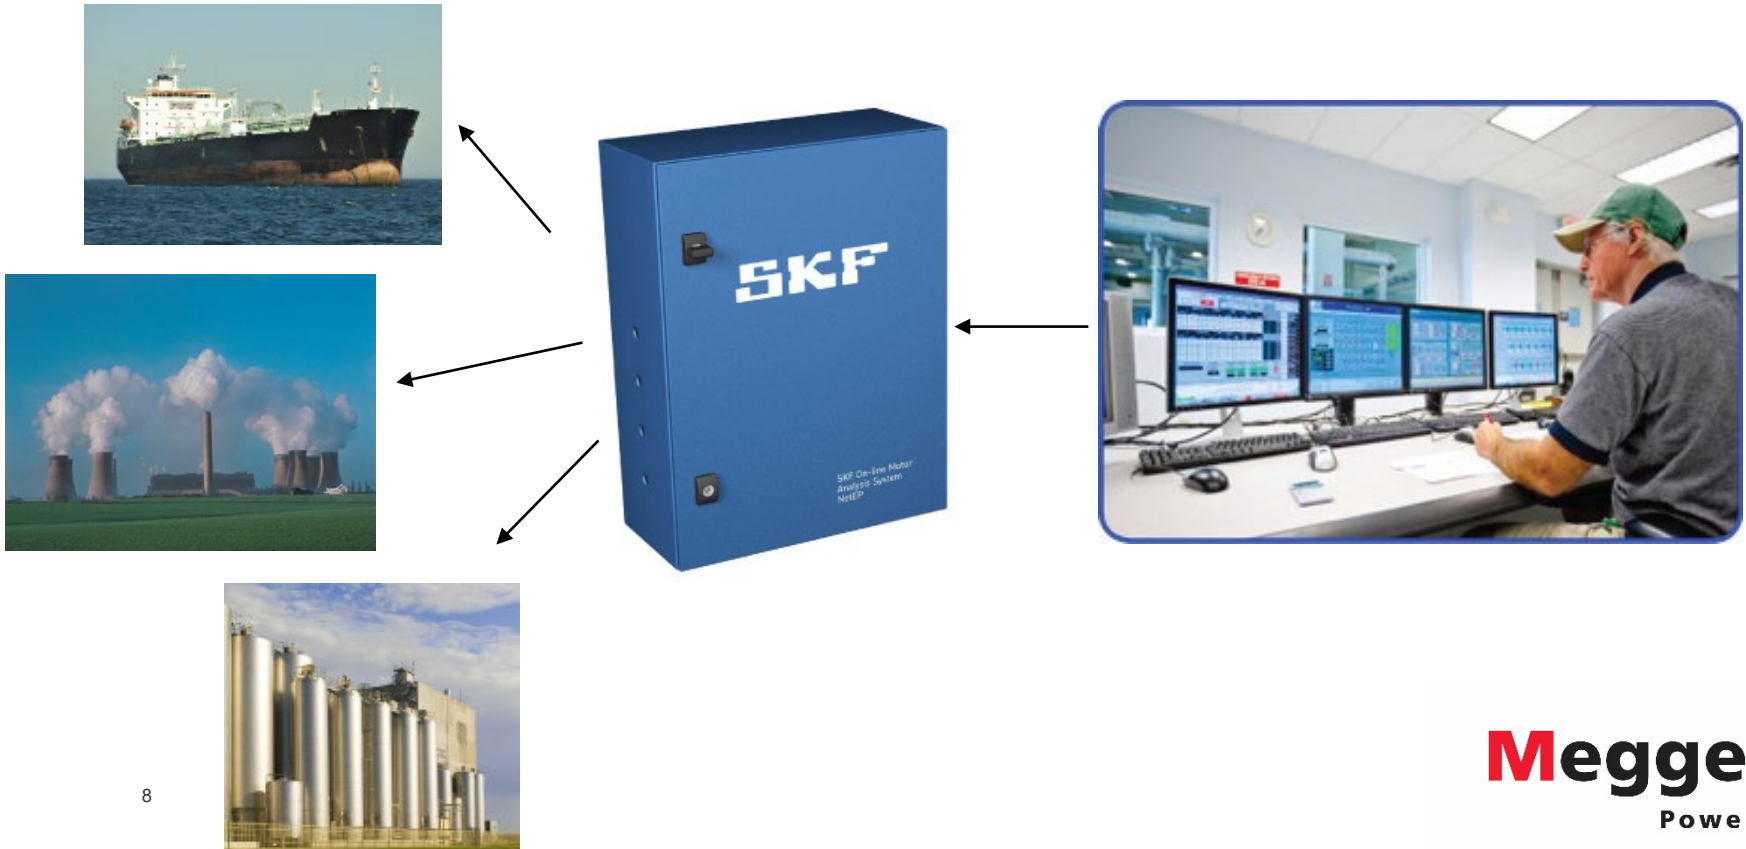 SKF
SKF On-line Motor
Analysis System
NetEP
8
Megge
Powe